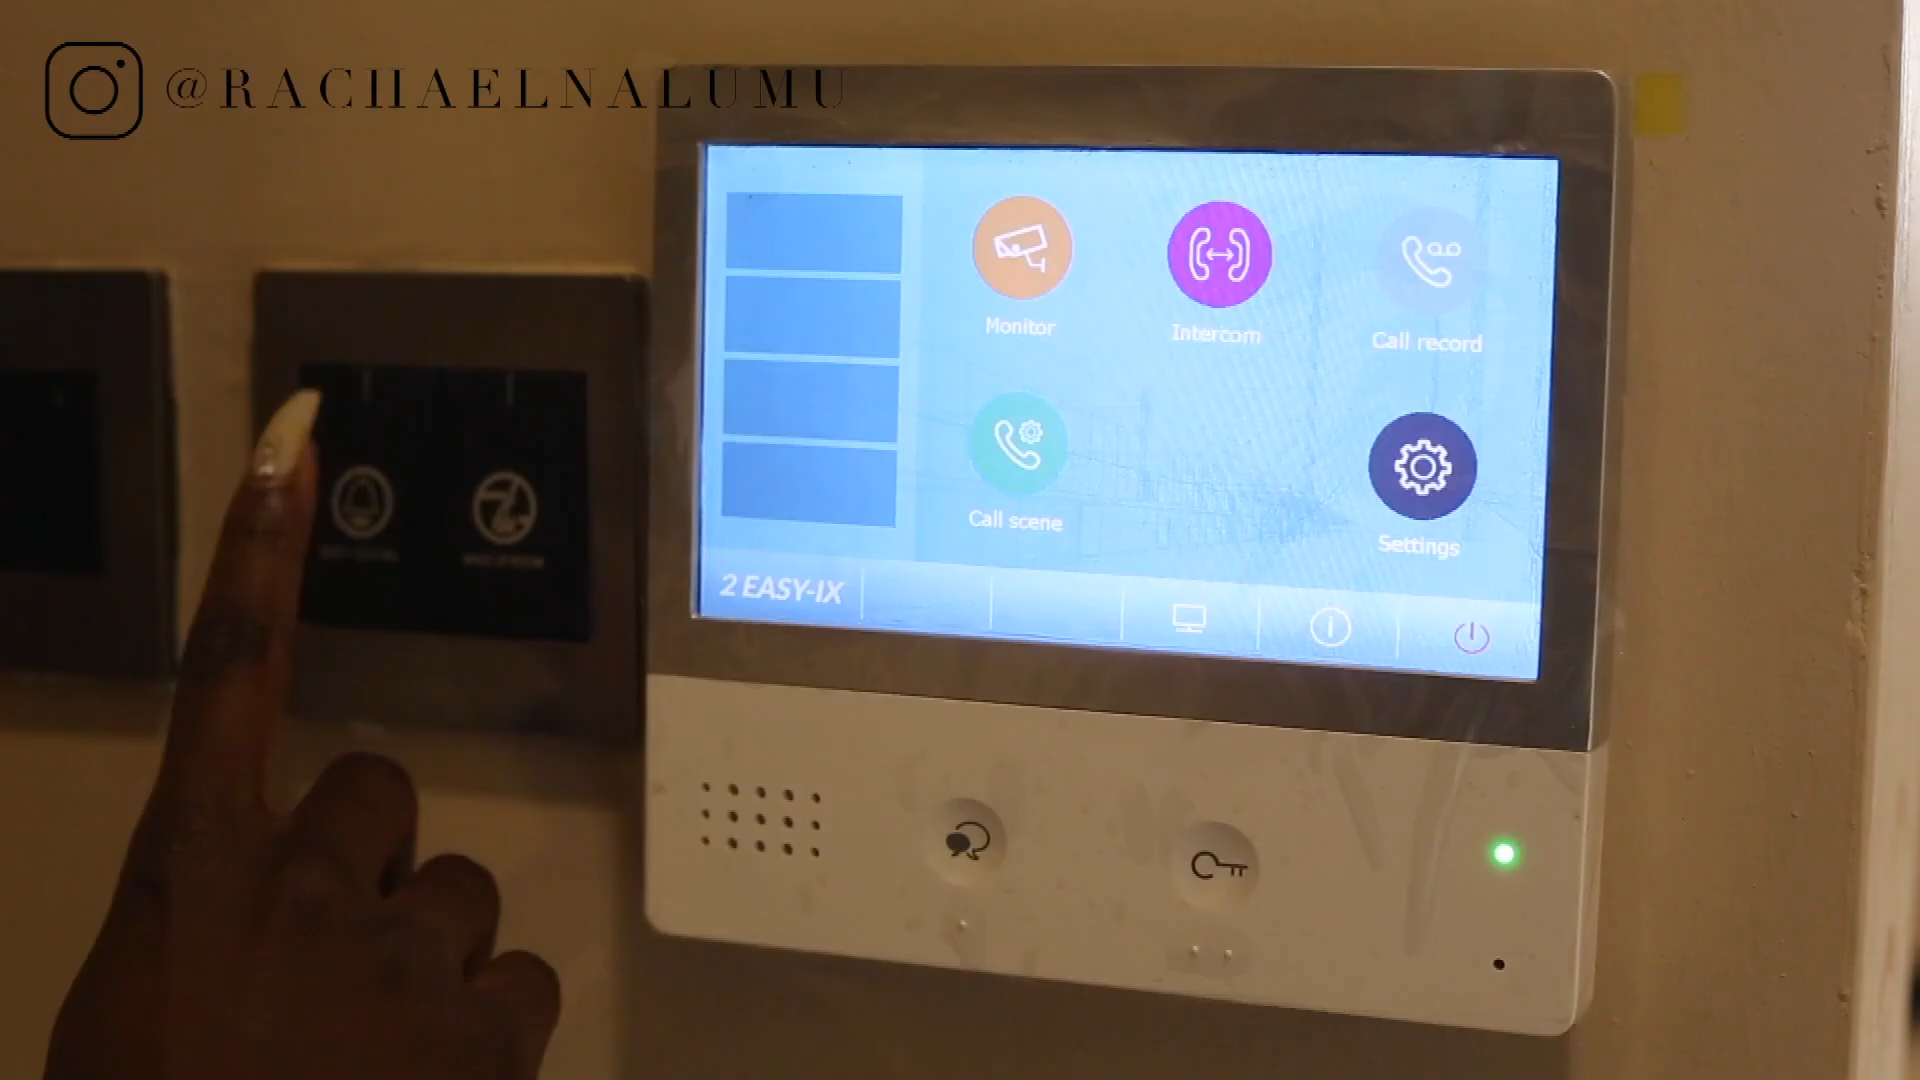 @RACHAELNALUMU
Monitor
Intercom
Call record
Call scene
Settings
2 EASY-IX